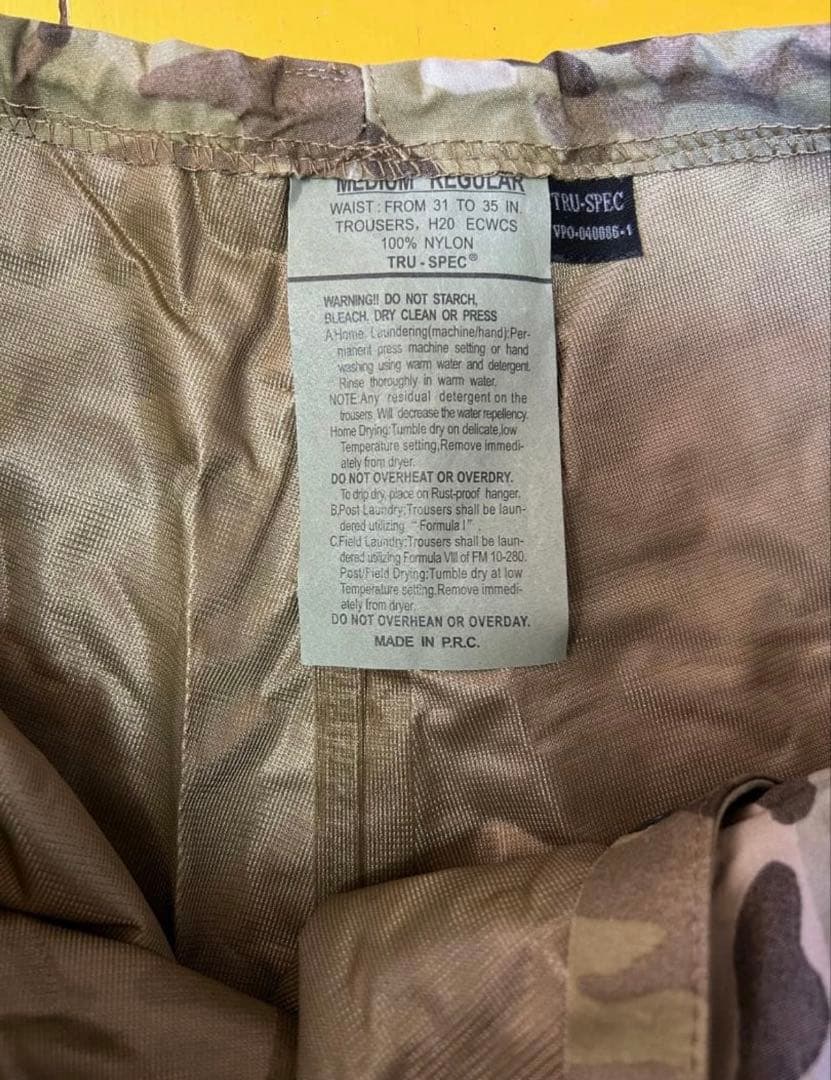 MEDIUM REGULAR
WAIST : FROM 31 TO 35 IN.
TROUSERS, H20 ECWCS
100% NYLON
TRU - SPEC®
TRU-SPEC
VPO-040086-1
WARNING!! DO NOT STARCH,
BLEACH, DRY CLEAN OR PRESS
A.Home. Laundering(machine/hand):Per-
manent press machine setting or hand
washing using warm water and detergent.
Rinse thoroughly in warm water.
NOTE:Any residual detergent on the
trousers. Will decrease the water repellency.
Home Drying:Tumble dry on delicate,low
Temperature setting,Remove immedi-
ately from dryer.
DO NOT OVERHEAT OR OVERDRY.
To drip dry, place on Rust-proof hanger.
B.Post Laundry:Trousers shall be laun-
dered utilizing “Formula I”.
C.Field Laundry:Trousers shall be laun-
dered utilizing Formula VIII of FM 10-280.
Post/Field Drying:Tumble dry at low
Temperature setting.Remove immedi-
ately from dryer.
DO NOT OVERHEAN OR OVERDAY.
MADE IN P.R.C.